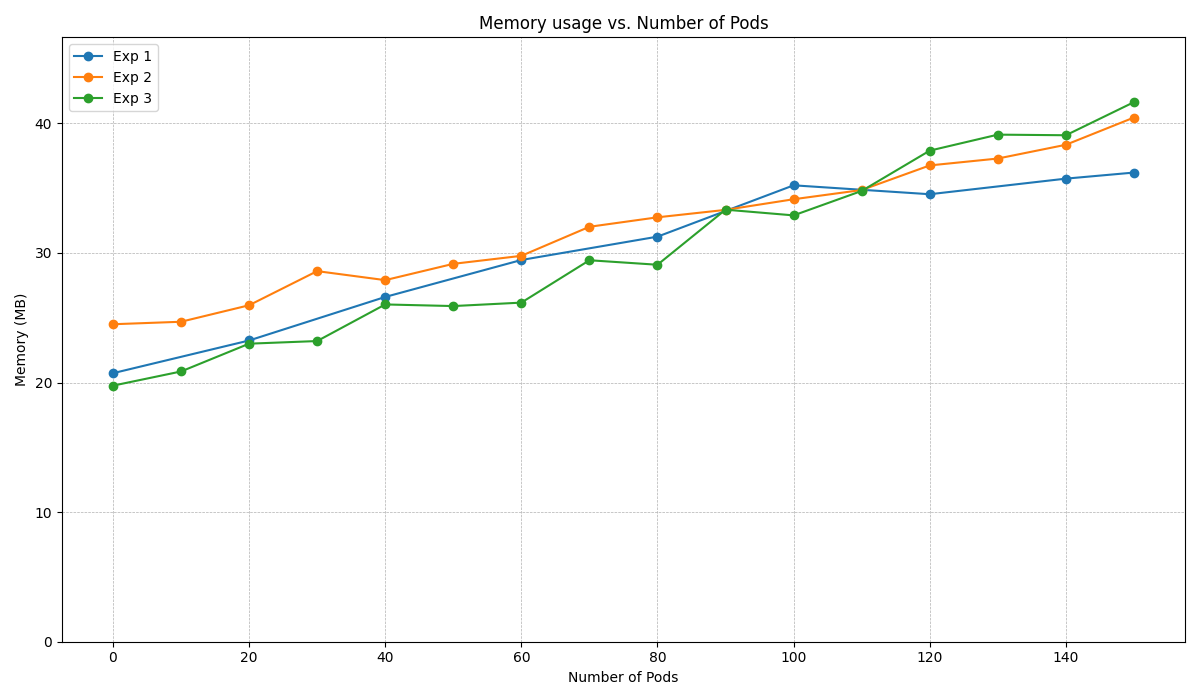 Memory usage vs. Number of Pods
Exp 1
Exp 2
Exp 3
Memory (MB)
40
30
20
10
0
0 20 40 60 80 100 120 140
Number of Pods